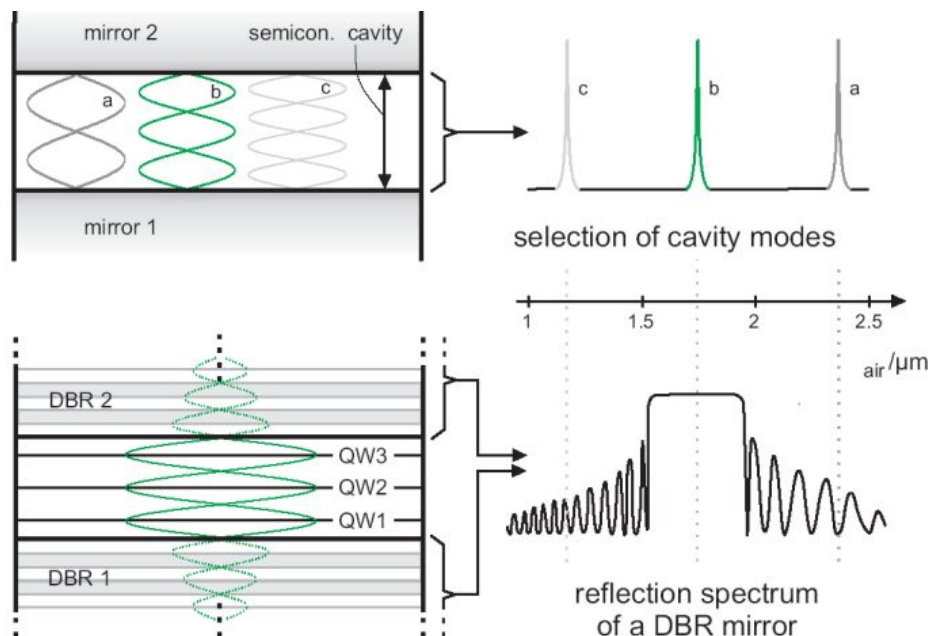 mirror 2
semicon. cavity
a
b
c
mirror 1
c
b
a
selection of cavity modes
1
1.5
2
2.5
air/µm
DBR 2
QW3
QW2
QW1
DBR 1
reflection spectrum
of a DBR mirror